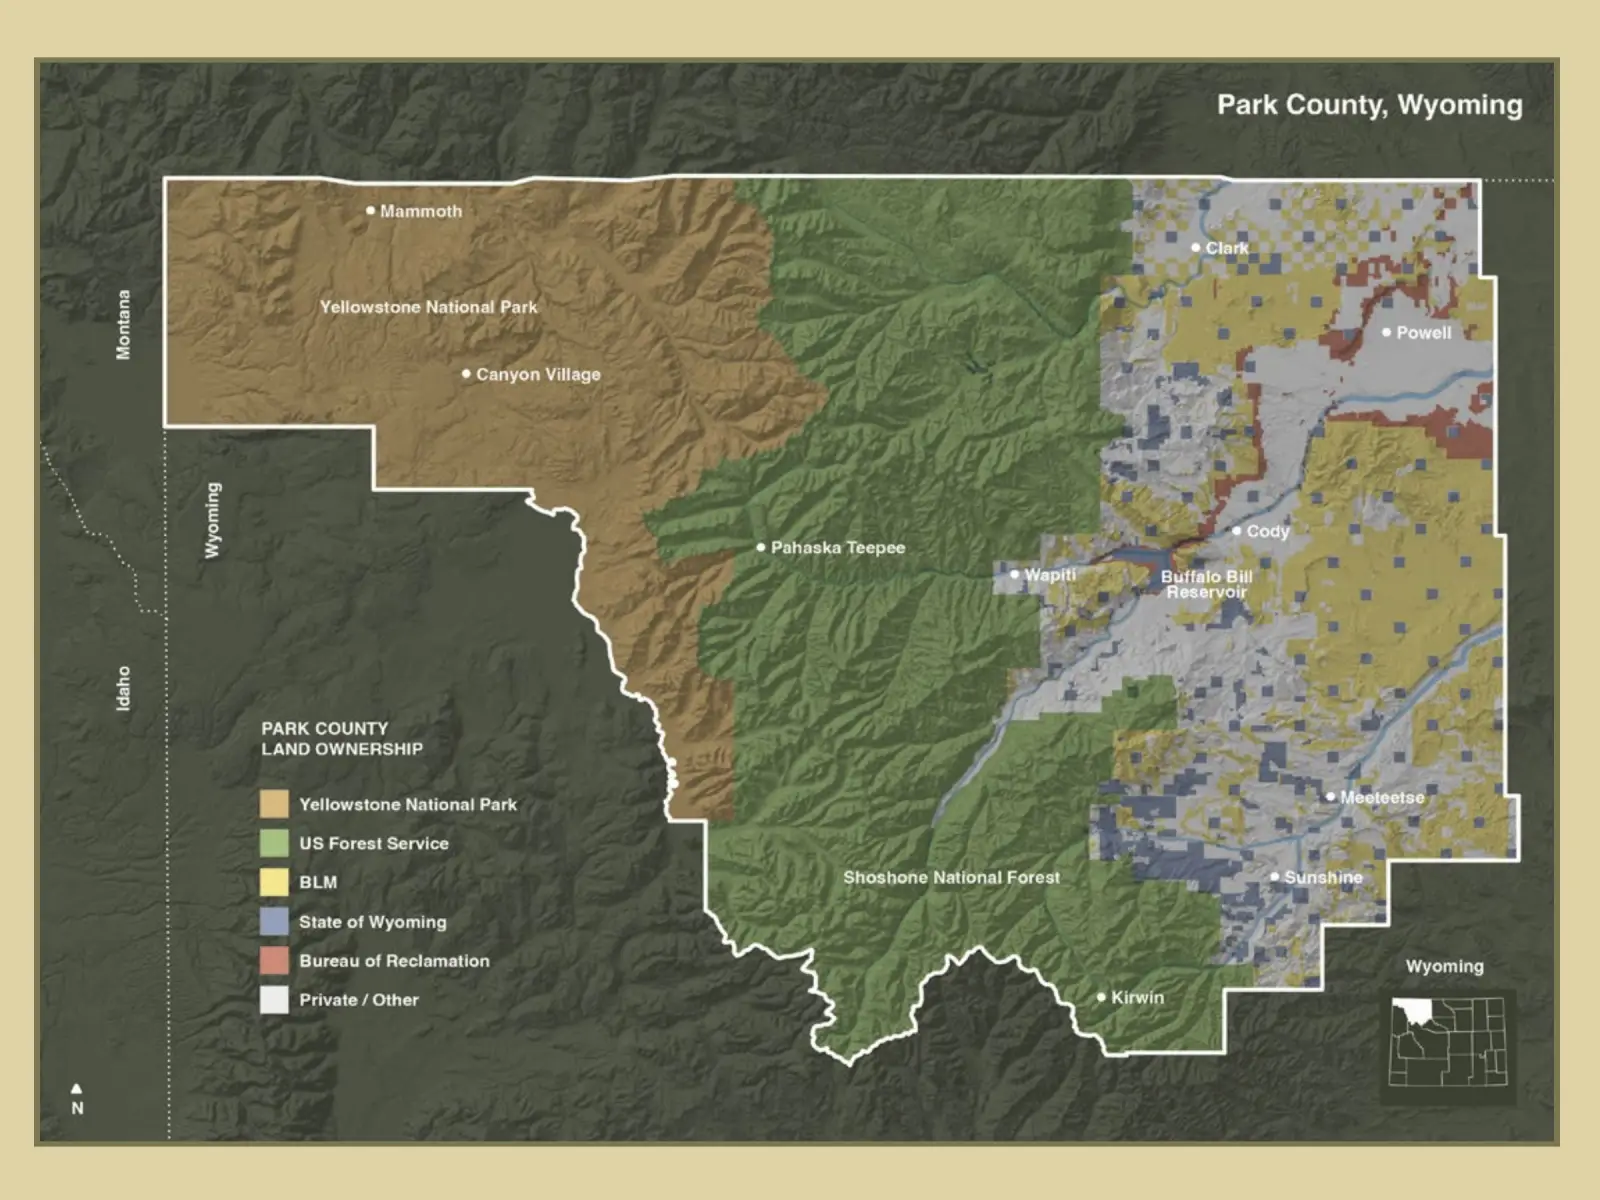 Park County, Wyoming
Mammoth
Clark
Yellowstone National Park
Montana
Powell
Canyon Village
Wyoming
Cody
Pahaska Teepee
Wapiti
Buffalo Bill
Reservoir
Idaho
PARK COUNTY
LAND OWNERSHIP
Yellowstone National Park
US Forest Service
BLM
State of Wyoming
Bureau of Reclamation
Private / Other
Meeteetse
Shoshone National Forest
Sunshine
Kirwin
Wyoming
N